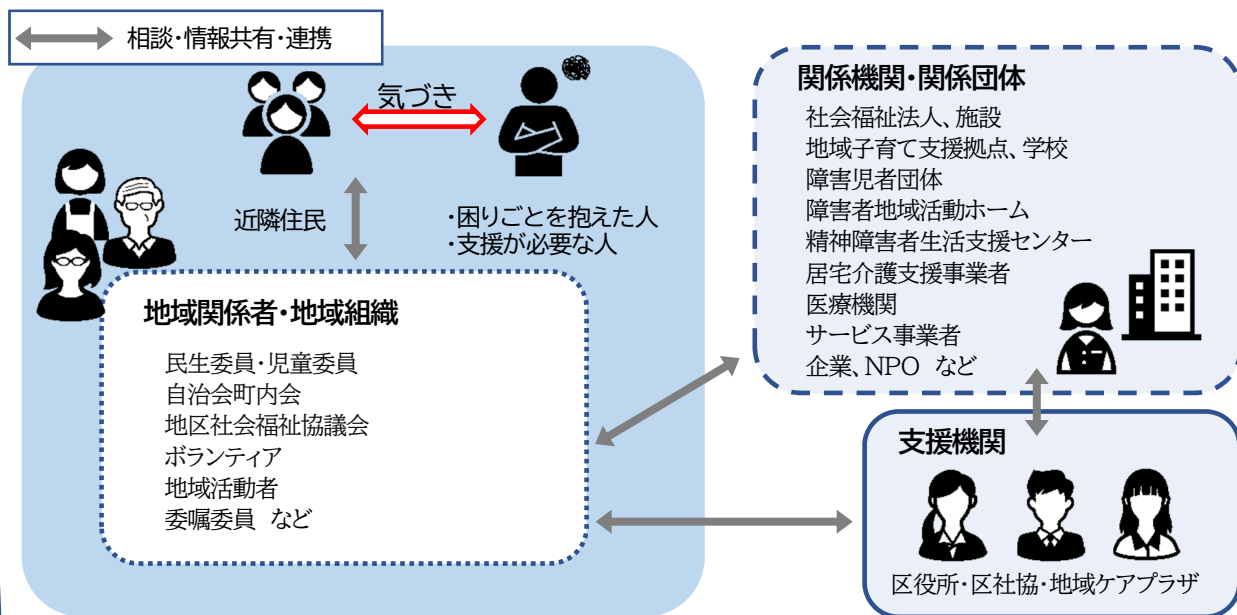 相談・情報共有・連携
気づき
近隣住民
・困りごとを抱えた人
・支援が必要な人
地域関係者・地域組織
民生委員・児童委員
自治会町内会
地区社会福祉協議会
ボランティア
地域活動者
委嘱委員 など
関係機関・関係団体
社会福祉法人、施設
地域子育て支援拠点、学校
障害児者団体
障害者地域活動ホーム
精神障害者生活支援センター
居宅介護支援事業者
医療機関
サービス事業者
企業、NPO など
支援機関
区役所・区社協・地域ケアプラザ